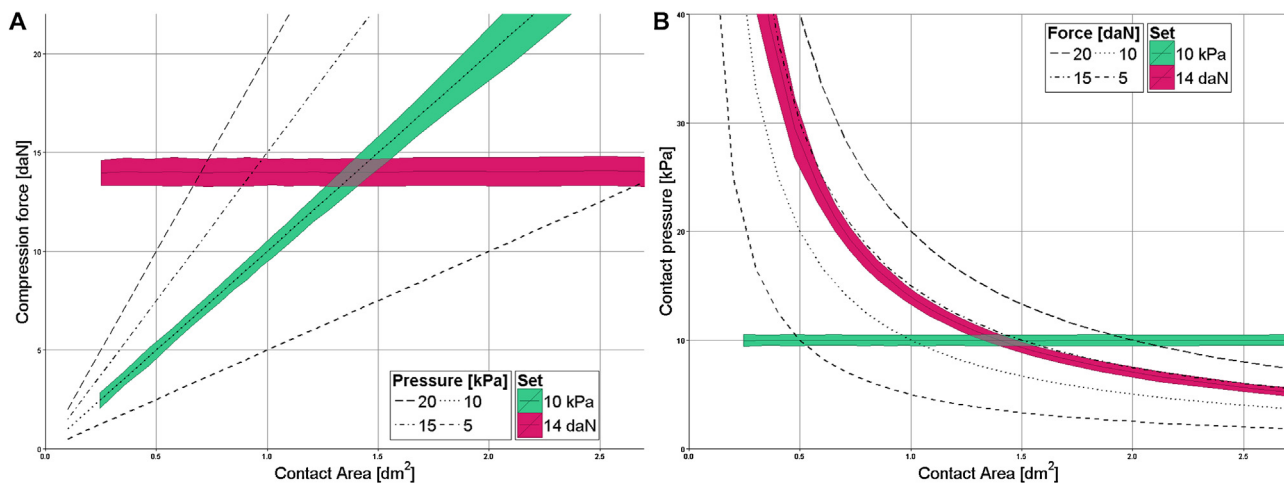 A
Compression force [daN]
20
15
10
5
0
0.0 0.5 1.0 1.5 2.0 2.5
Contact Area [dm²]
Pressure [kPa]
20 10
15 5
Set
10 kPa
14 daN
B
Contact pressure [kPa]
40
30
20
10
0
0.0 0.5 1.0 1.5 2.0 2.5
Contact Area [dm²]
Force [daN]
20 10
15 5
Set
10 kPa
14 daN